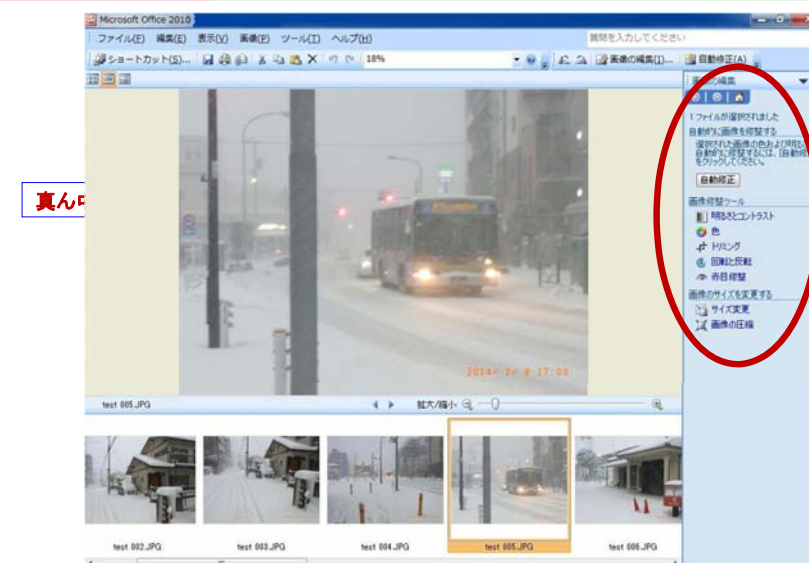 Microsoft Office 2010
ファイル(F) 編集(E) 表示(V) 画像(P) ツール(T) ヘルプ(H)
質問を入力してください
ショートカット(S)... 18% 画像の編集(I)... 自動修正(A)
画像の編集
1 ファイルが選択されました
自動的に画像を修整する
選択された画像の色および明るさ
自動的に修整するには、[自動修
をクリックしてください。
自動修正
真ん
画像修整ツール
明るさとコントラスト
色
トリミング
回転と反転
赤目修整
画像のサイズを変更する
サイズ変更
画像の圧縮
2014/ 3/ 8 17:09
test 005.JPG 拡大/縮小
test 002.JPG test 003.JPG test 004.JPG test 005.JPG test 006.JPG